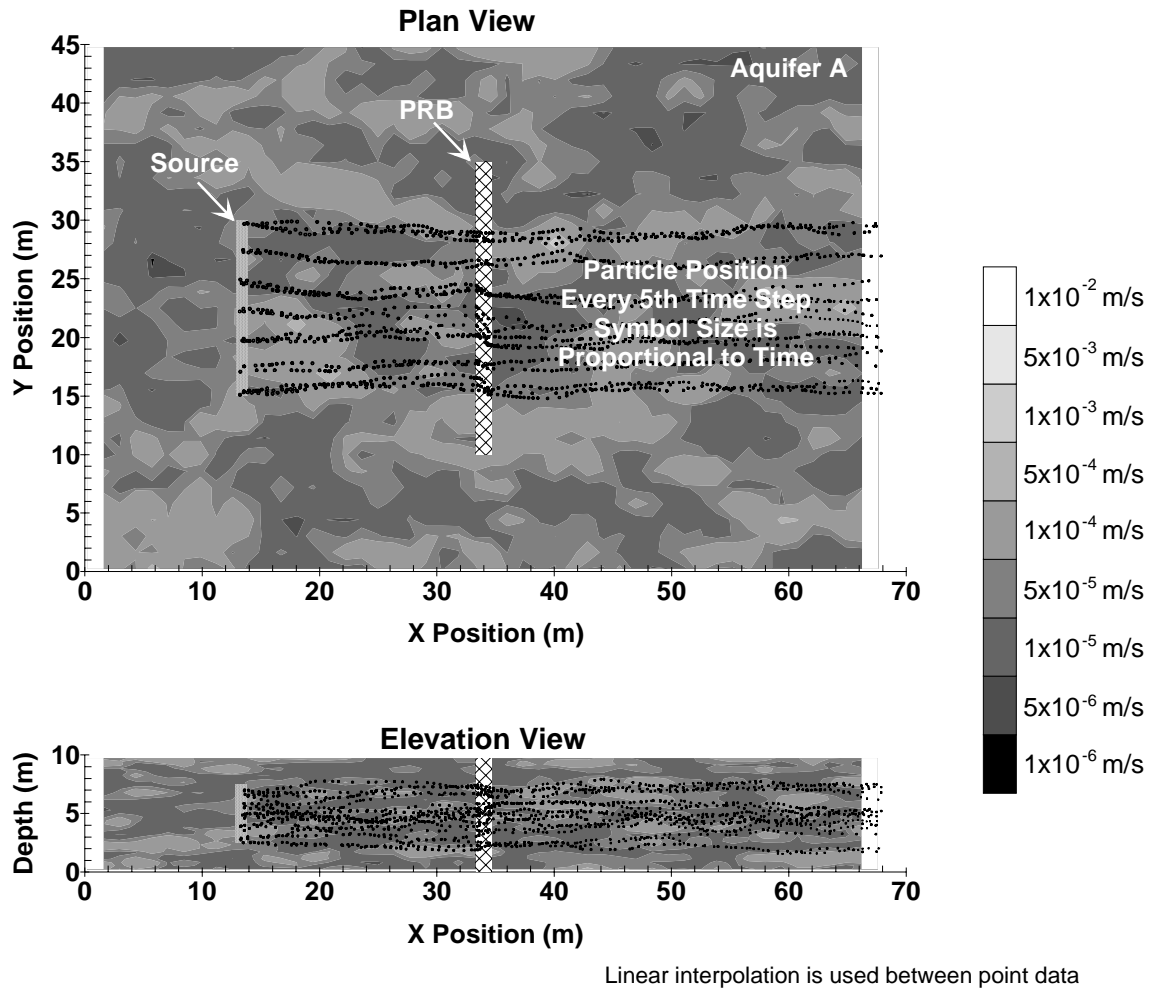 Plan View
Aquifer A
PRB
Source
Particle Position
Every 5th Time Step
Symbol Size is
Proportional to Time
Y Position (m)
45
40
35
30
25
20
15
10
5
0
0 10 20 30 40 50 60 70
X Position (m)
1x10⁻² m/s
5x10⁻³ m/s
1x10⁻³ m/s
5x10⁻⁴ m/s
1x10⁻⁴ m/s
5x10⁻⁵ m/s
1x10⁻⁵ m/s
5x10⁻⁶ m/s
1x10⁻⁶ m/s
Elevation View
Depth (m)
10
5
0
0 10 20 30 40 50 60 70
X Position (m)
Linear interpolation is used between point data